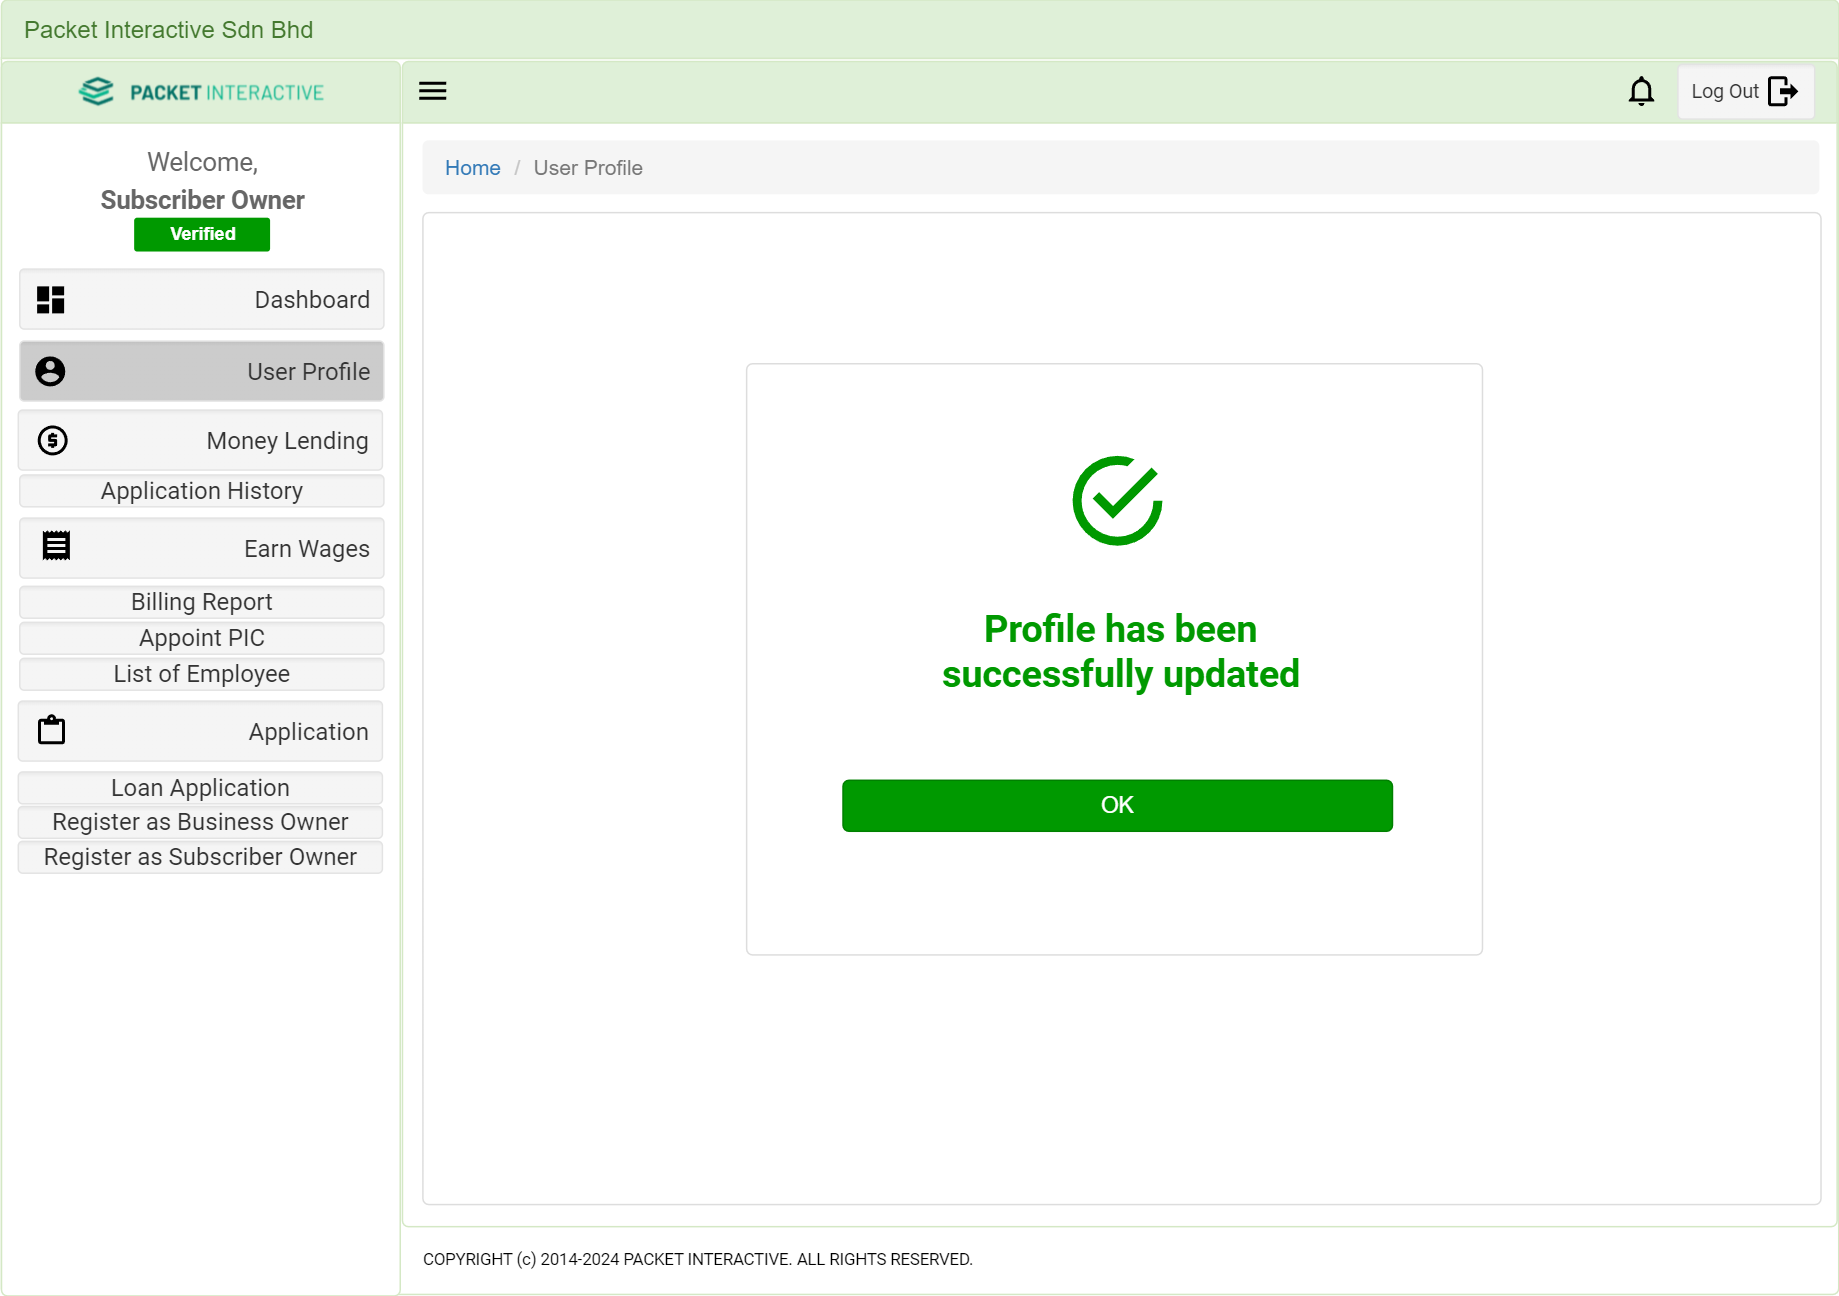 Packet Interactive Sdn Bhd
PACKET INTERACTIVE
Log Out
Welcome,
Subscriber Owner
Verified
Dashboard
User Profile
Money Lending
Application History
Earn Wages
Billing Report
Appoint PIC
List of Employee
Application
Loan Application
Register as Business Owner
Register as Subscriber Owner
Home / User Profile
Profile has been
successfully updated
OK
COPYRIGHT (c) 2014-2024 PACKET INTERACTIVE. ALL RIGHTS RESERVED.